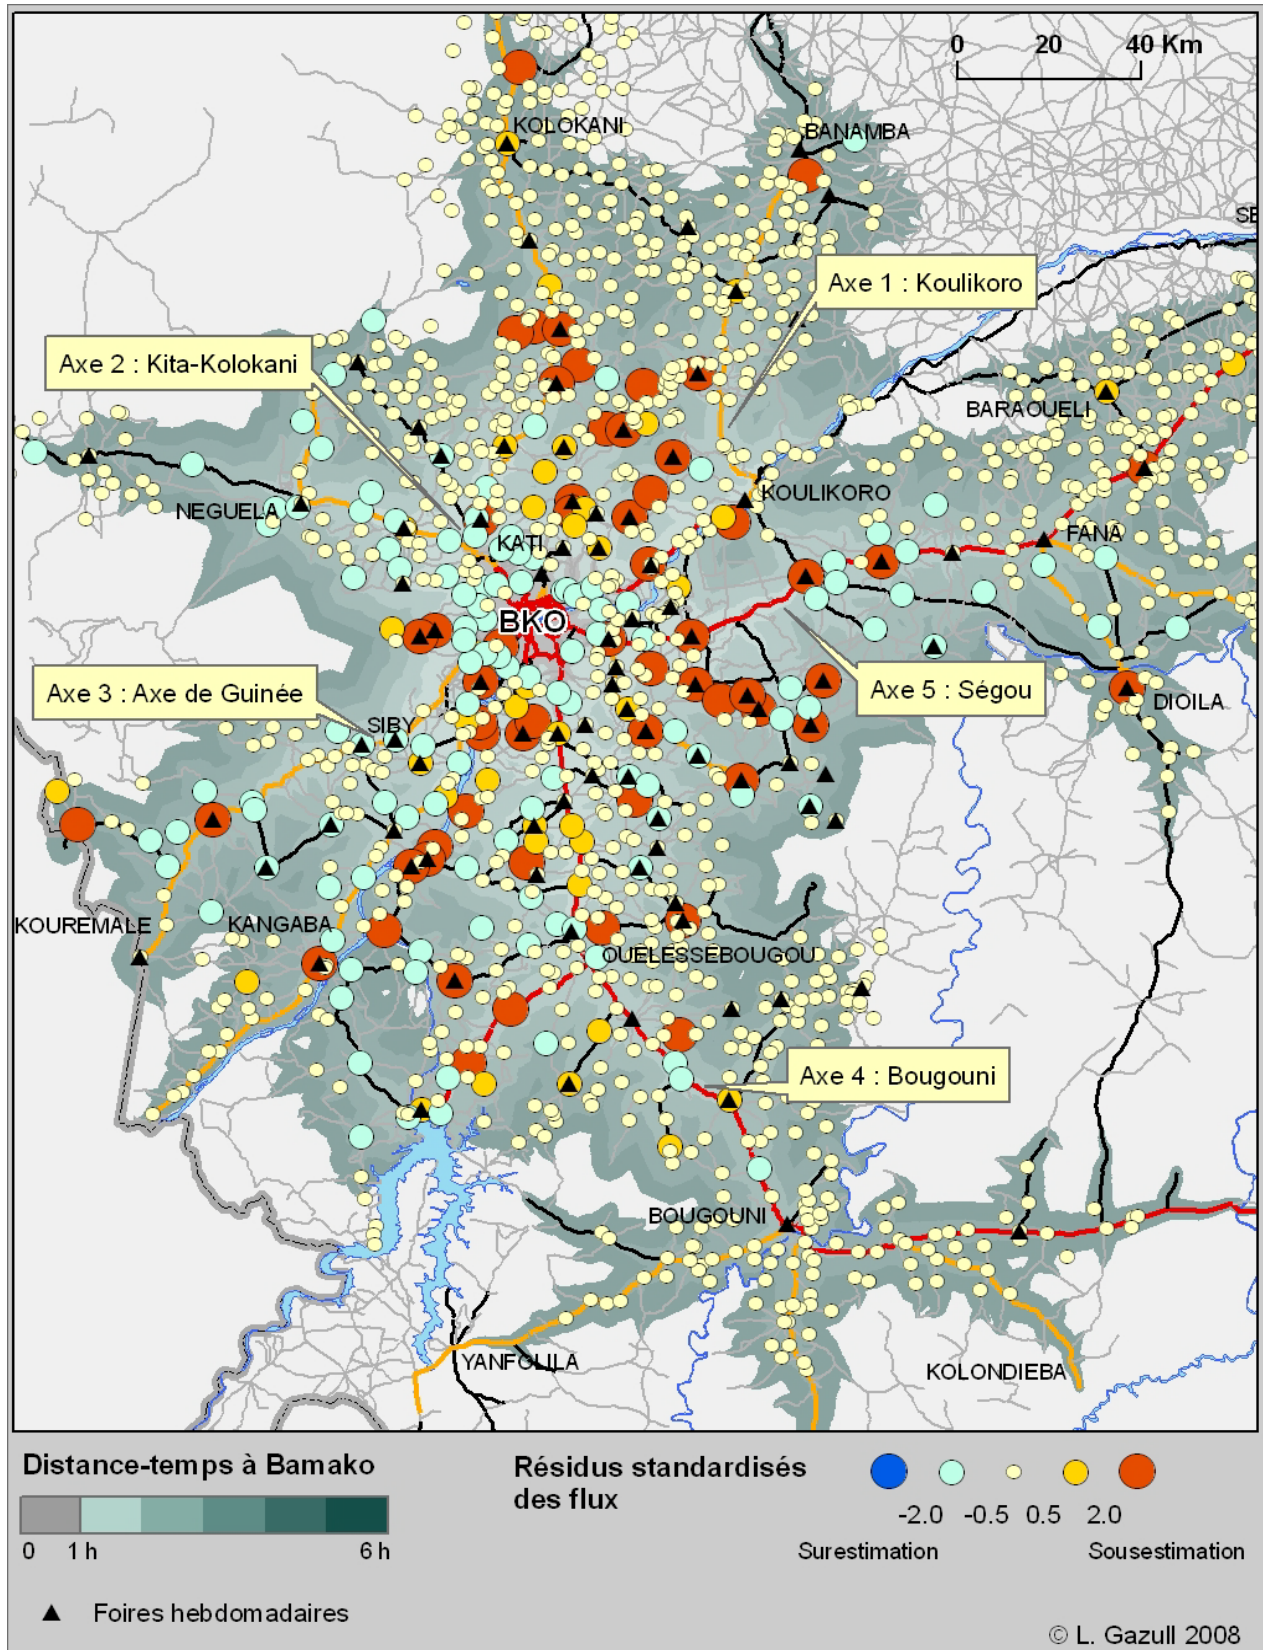 0 20 40 Km
KOLOKANI
BANAMBA
SE
Axe 1 : Koulikoro
Axe 2 : Kita-Kolokani
BARAOUELI
NEGUELA
KOULIKORO
FANA
KATI
BKO
Axe 3 : Axe de Guinée
Axe 5 : Ségou
SIBY
DIOILA
KOUREMALE
KANGABA
OUELESSEBOUGOU
Axe 4 : Bougouni
BOUGOUNI
YANFOLILA
KOLONDIEBA
Distance-temps à Bamako
0 1 h 6 h
Foires hebdomadaires
Résidus standardisés
des flux
-2.0 -0.5 0.5 2.0
Surestimation Sousestimation
© L. Gazull 2008